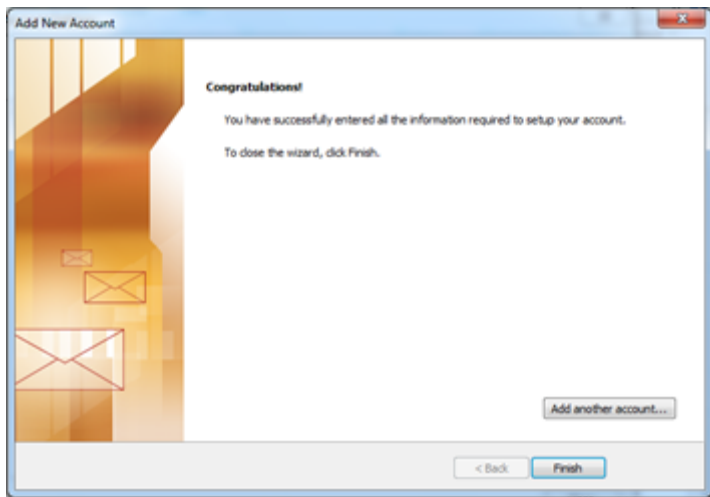 Add New Account
Congratulations!
You have successfully entered all the information required to setup your account.
To close the wizard, click Finish.
Add another account...
< Back
Finish